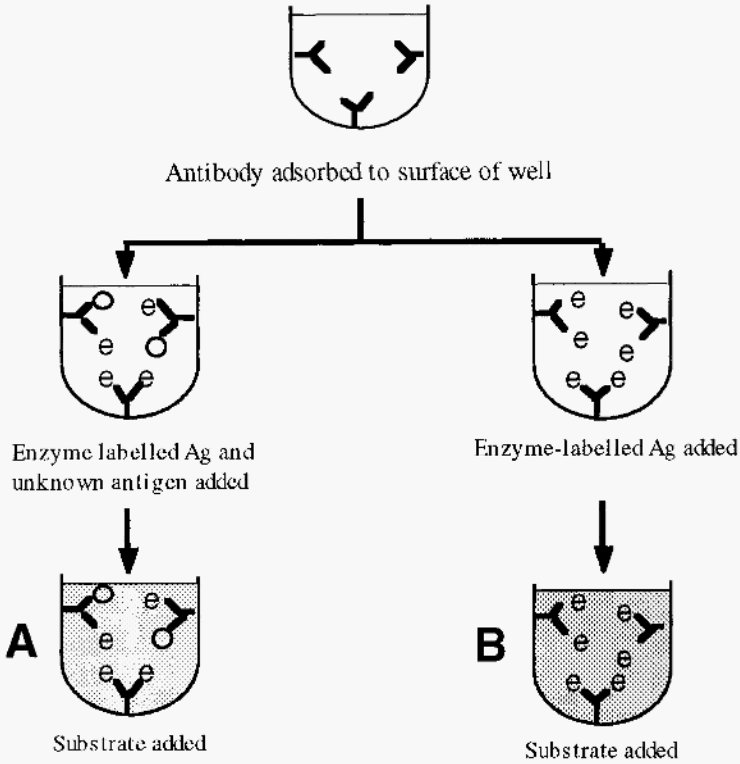 Antibody adsorbed to surface of well
e
e
e e
Enzyme labelled Ag and
unknown antigen added
e e
e e
e e
Enzyme-labelled Ag added
A
e
e
e e
Substrate added
B
e e
e e
e e
Substrate added